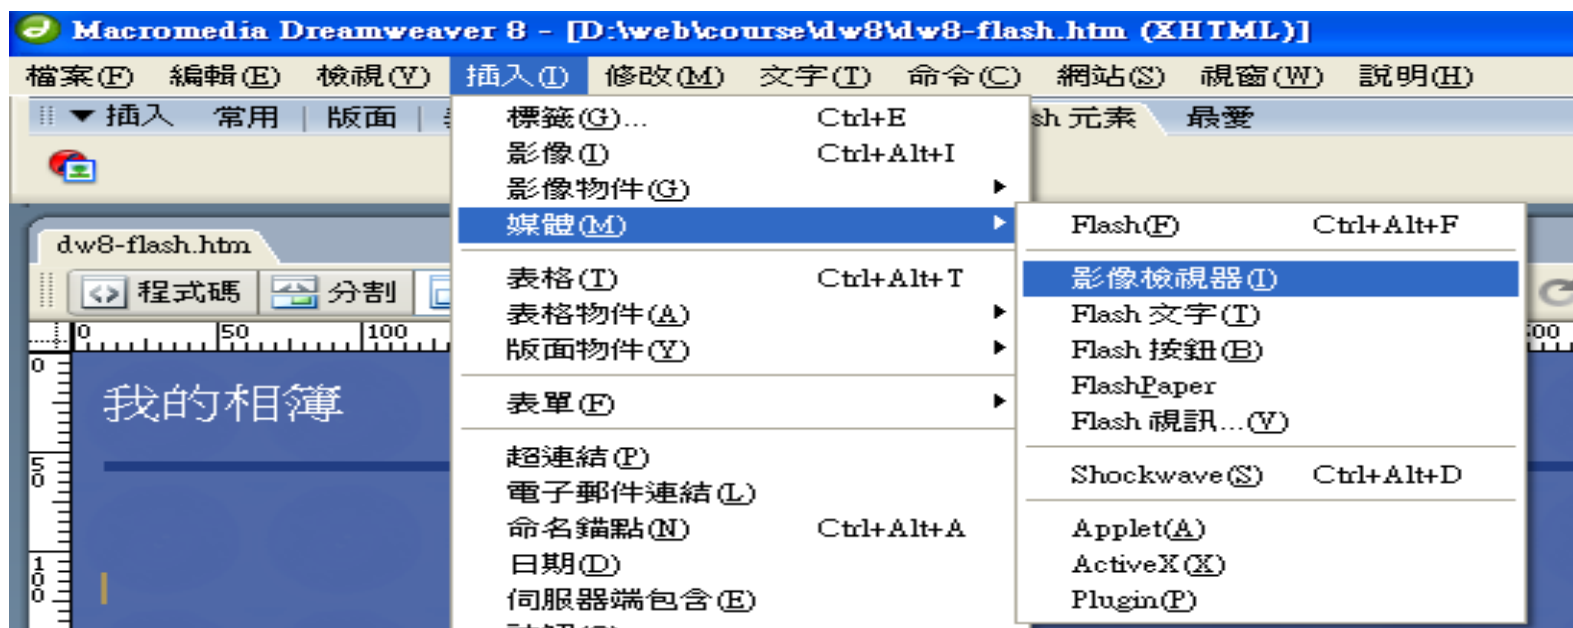 Macromedia Dreamweaver 8 - [D:\web\course\dw8\dw8-flash.htm (XHTML)]
檔案(F) 編輯(E) 檢視(V) 插入(I) 修改(M) 文字(T) 命令(C) 網站(S) 視窗(W) 説明(H)
▼ 插入 常用 | 版面 |
sh 元素 最愛
dw8-flash.htm
程式碼 分割
0 50 100
00
0
50
100
我的相簿
標籤(G)... Ctrl+E
影像(I) Ctrl+Alt+I
影像物件(G)
媒體(M)
表格(T) Ctrl+Alt+T
表格物件(A)
版面物件(Y)
表單(F)
超連結(P)
電子郵件連結(L)
命名錨點(N) Ctrl+Alt+A
日期(D)
伺服器端包含(E)
Flash(F) Ctrl+Alt+F
影像檢視器(I)
Flash 文字(T)
Flash 按鈕(B)
FlashPaper
Flash 視訊...(V)
Shockwave(S) Ctrl+Alt+D
Applet(A)
ActiveX(X)
Plugin(P)